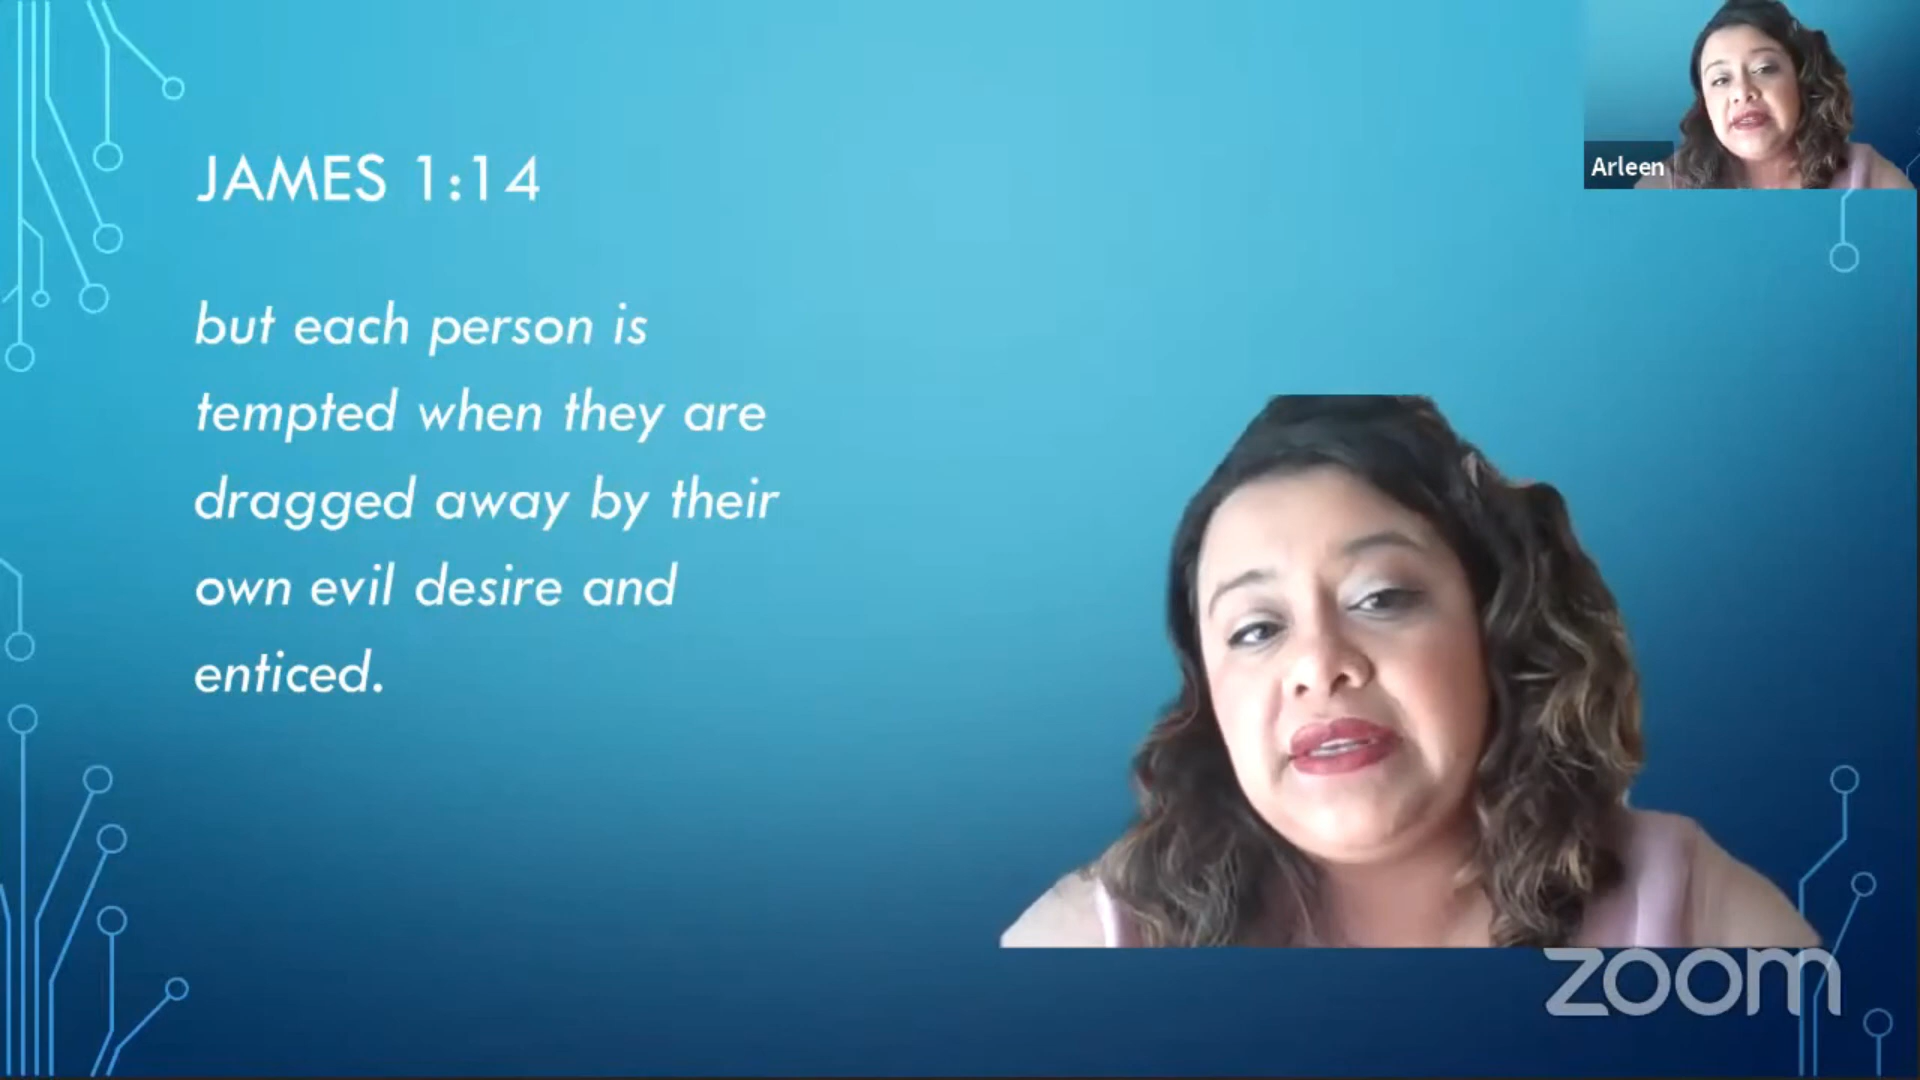 JAMES 1:14
Arleen
but each person is
tempted when they are
dragged away by their
own evil desire and
enticed.
zoom